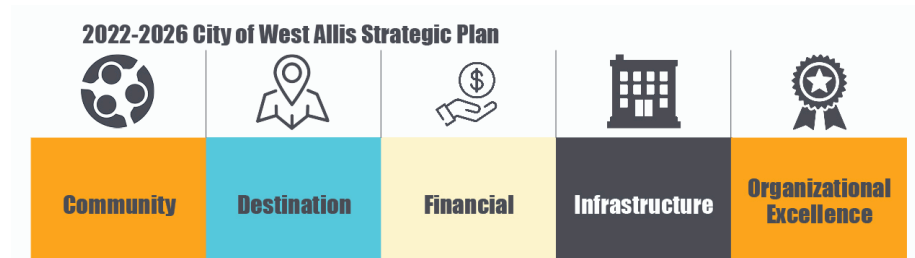 2022-2026 City of West Allis Strategic Plan
$
Community
Destination
Financial
Infrastructure
Organizational
Excellence